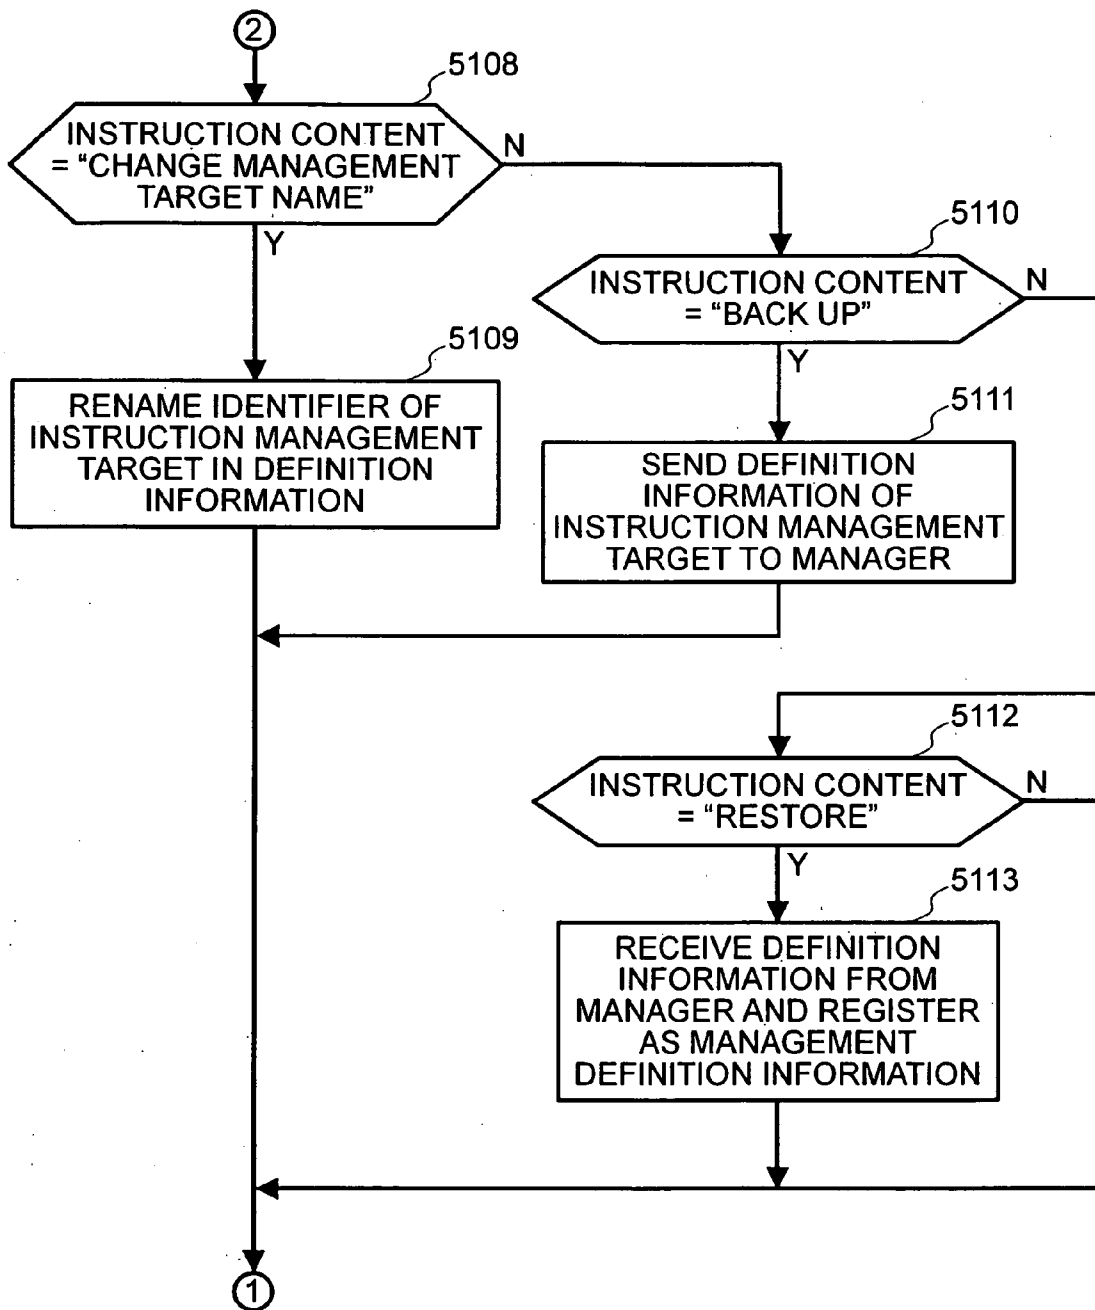 2
5108
INSTRUCTION CONTENT
= “CHANGE MANAGEMENT
TARGET NAME”
N
Y
5110
INSTRUCTION CONTENT
= “BACK UP”
N
Y
5109
RENAME IDENTIFIER OF
INSTRUCTION MANAGEMENT
TARGET IN DEFINITION
INFORMATION
5111
SEND DEFINITION
INFORMATION OF
INSTRUCTION MANAGEMENT
TARGET TO MANAGER
5112
INSTRUCTION CONTENT
= “RESTORE”
N
Y
5113
RECEIVE DEFINITION
INFORMATION FROM
MANAGER AND REGISTER
AS MANAGEMENT
DEFINITION INFORMATION
1